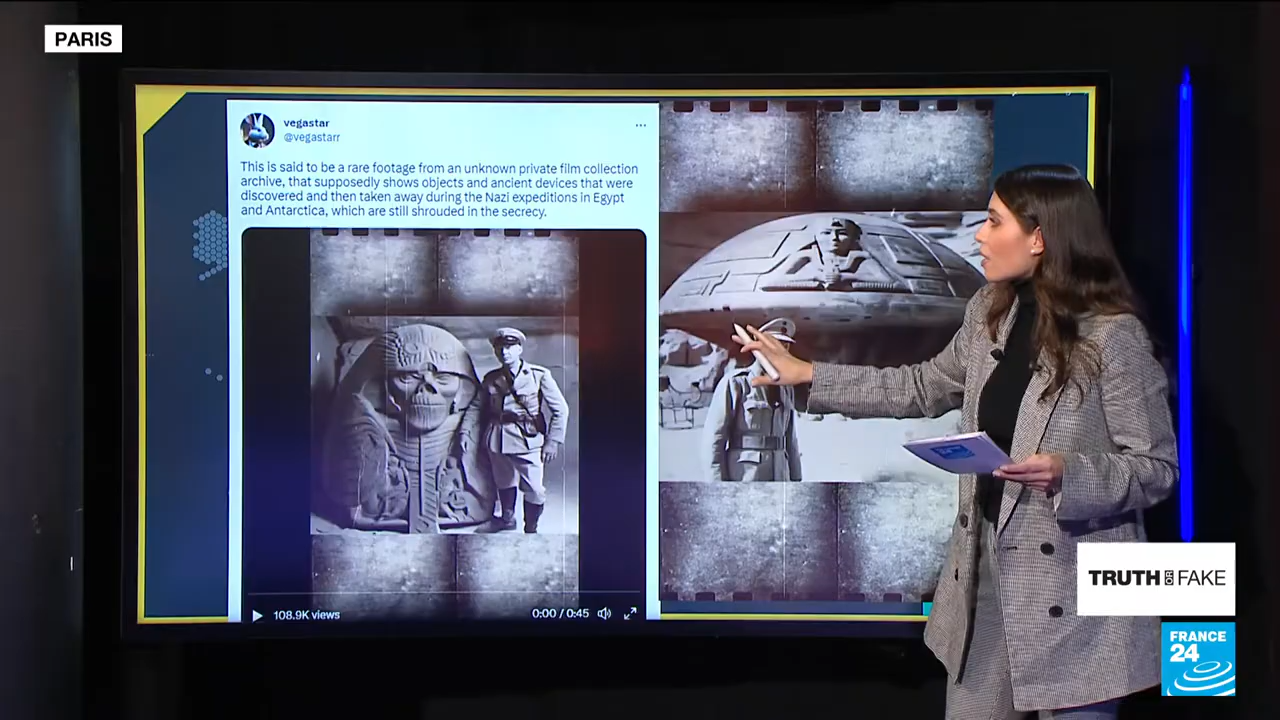 PARIS
vegastar
@vegastarr
This is said to be a rare footage from an unknown private film collection
archive, that supposedly shows objects and ancient devices that were
discovered and then taken away during the Nazi expeditions in Egypt
and Antarctica, which are still shrouded in the secrecy.
108.9K views
0:00 / 0:45
TRUTH OR FAKE
FRANCE
24